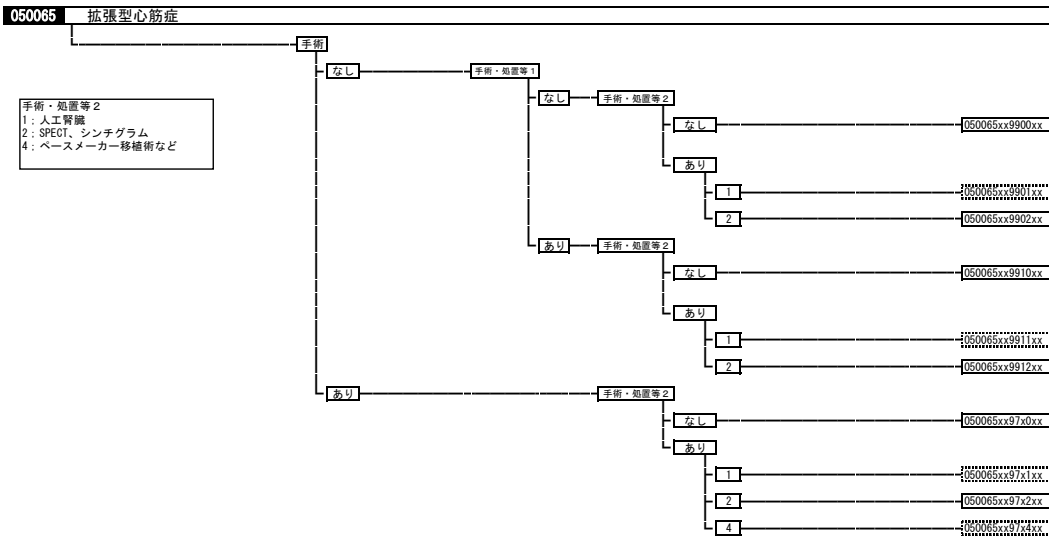 050065 拡張型心筋症
手術
なし 手術・処置等1
なし 手術・処置等2
手術・処置等2
1；人工腎臓
2；SPECT、シンチグラム
4；ペースメーカー移植術など
なし 050065xx9900xx
あり
1 050065xx9901xx
2 050065xx9902xx
あり 手術・処置等2
なし 050065xx9910xx
あり
1 050065xx9911xx
2 050065xx9912xx
あり 手術・処置等2
なし 050065xx97x0xx
あり
1 050065xx97x1xx
2 050065xx97x2xx
4 050065xx97x4xx